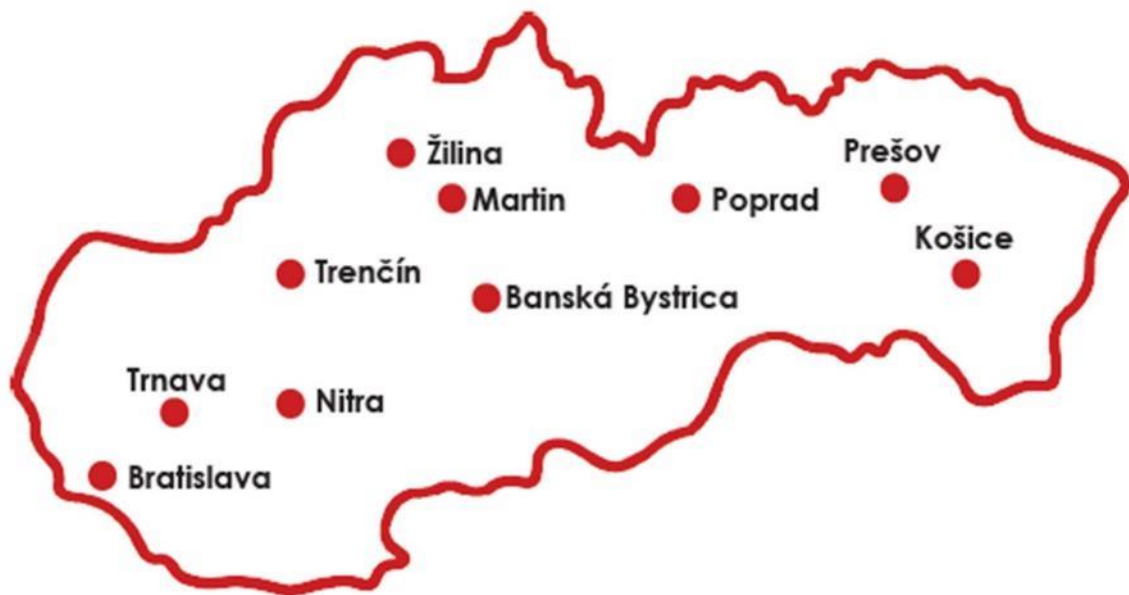 Žilina
Prešov
Martin
Poprad
Košice
Trenčín
Banská Bystrica
Trnava
Nitra
Bratislava